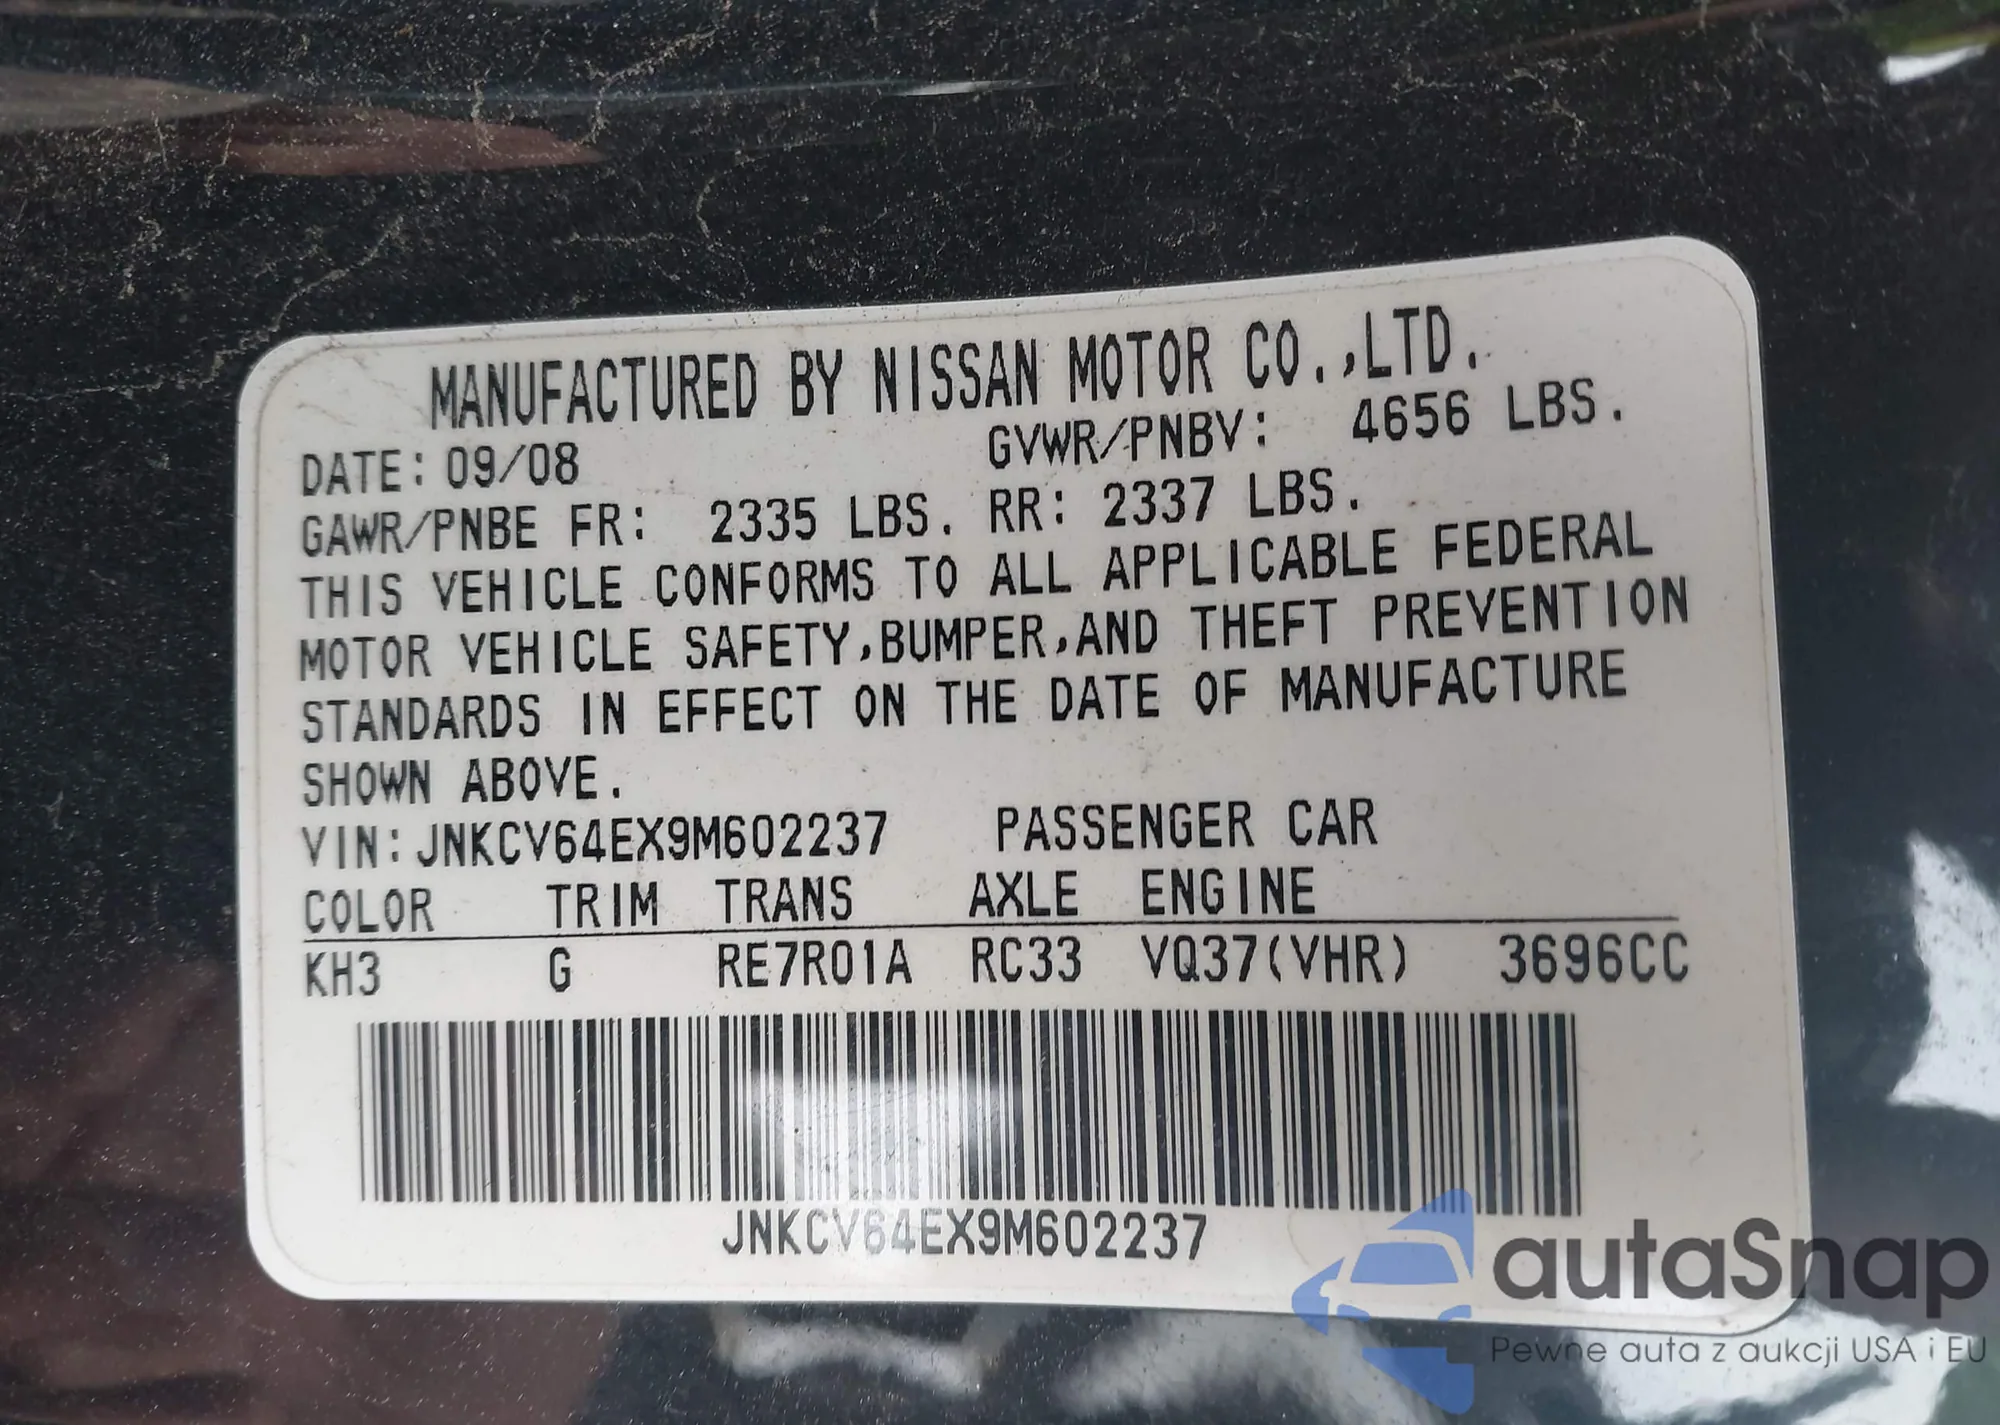 MANUFACTURED BY NISSAN MOTOR CO.,LTD.
DATE: 09/08 GVWR/PNBV: 4656 LBS.
GAWR/PNBE FR: 2335 LBS. RR: 2337 LBS.
THIS VEHICLE CONFORMS TO ALL APPLICABLE FEDERAL
MOTOR VEHICLE SAFETY,BUMPER,AND THEFT PREVENTION
STANDARDS IN EFFECT ON THE DATE OF MANUFACTURE
SHOWN ABOVE.
VIN:JNKCV64EX9M602237 PASSENGER CAR
COLOR TRIM TRANS AXLE ENGINE
KH3 G RE7R01A RC33 VQ37(VHR) 3696CC
JNKCV64EX9M602237
autaSnap
Pewne auta z aukcji USA i EU